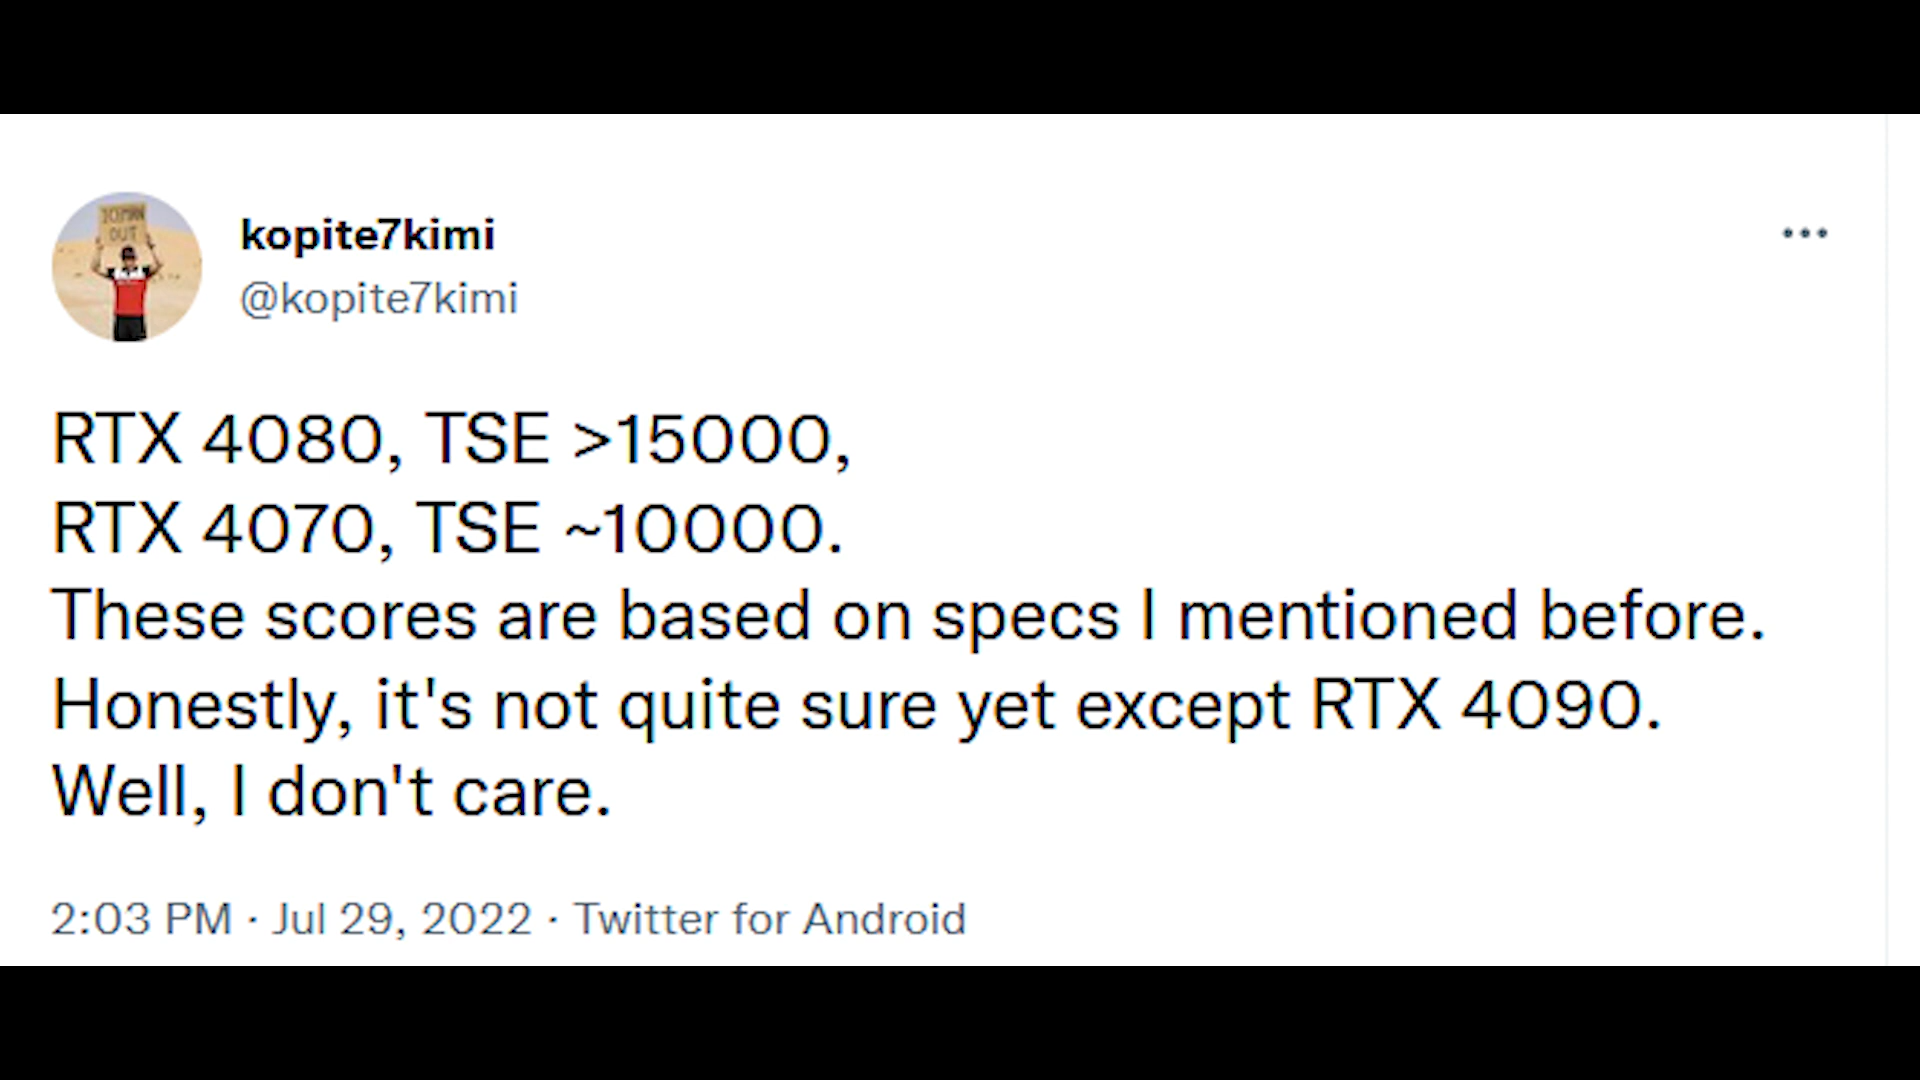 kopite7kimi
@kopite7kimi
RTX 4080, TSE >15000,
RTX 4070, TSE ~10000.
These scores are based on specs I mentioned before.
Honestly, it's not quite sure yet except RTX 4090.
Well, I don't care.
2:03 PM · Jul 29, 2022 · Twitter for Android